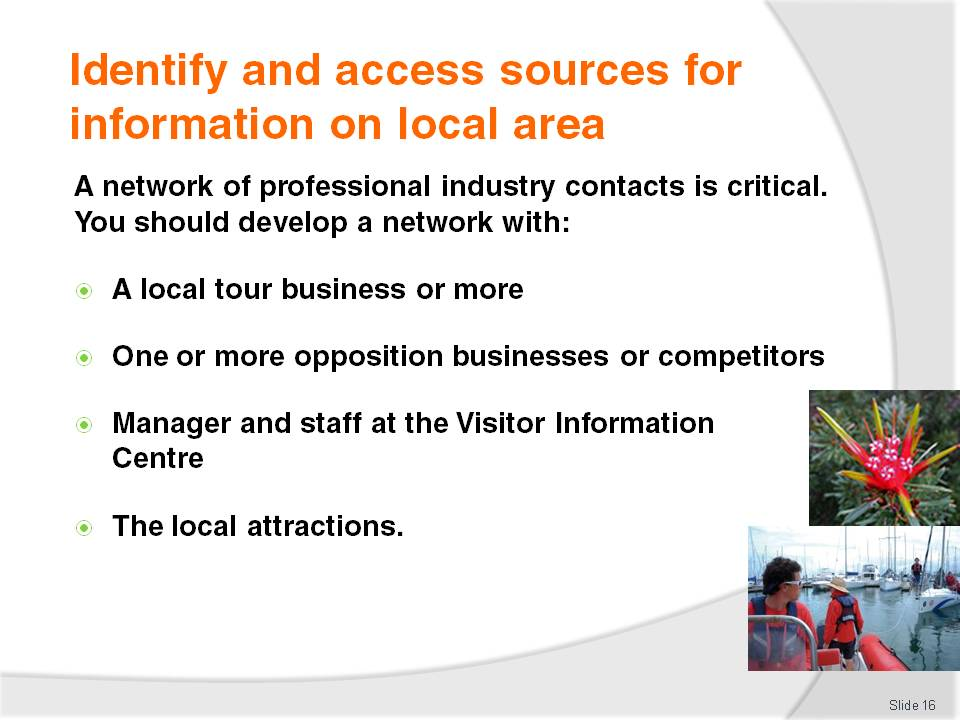 Identify and access sources for
information on local area
A network of professional industry contacts is critical.
You should develop a network with:
A local tour business or more
One or more opposition businesses or competitors
Manager and staff at the Visitor Information
Centre
The local attractions.
Slide 16